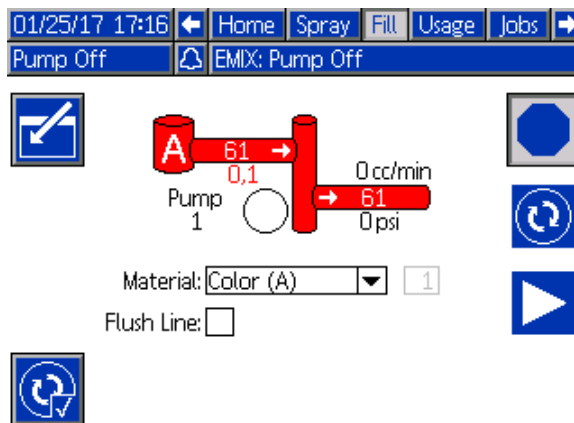 01/25/17 17:16 Home Spray Fill Usage Jobs
Pump Off EMIX: Pump Off
A 61
0,1
0 cc/min
Pump
1
61
0 psi
Material: Color (A) 1
Flush Line: